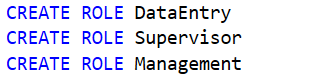 CREATE ROLE DataEntry
CREATE ROLE Supervisor
CREATE ROLE Management